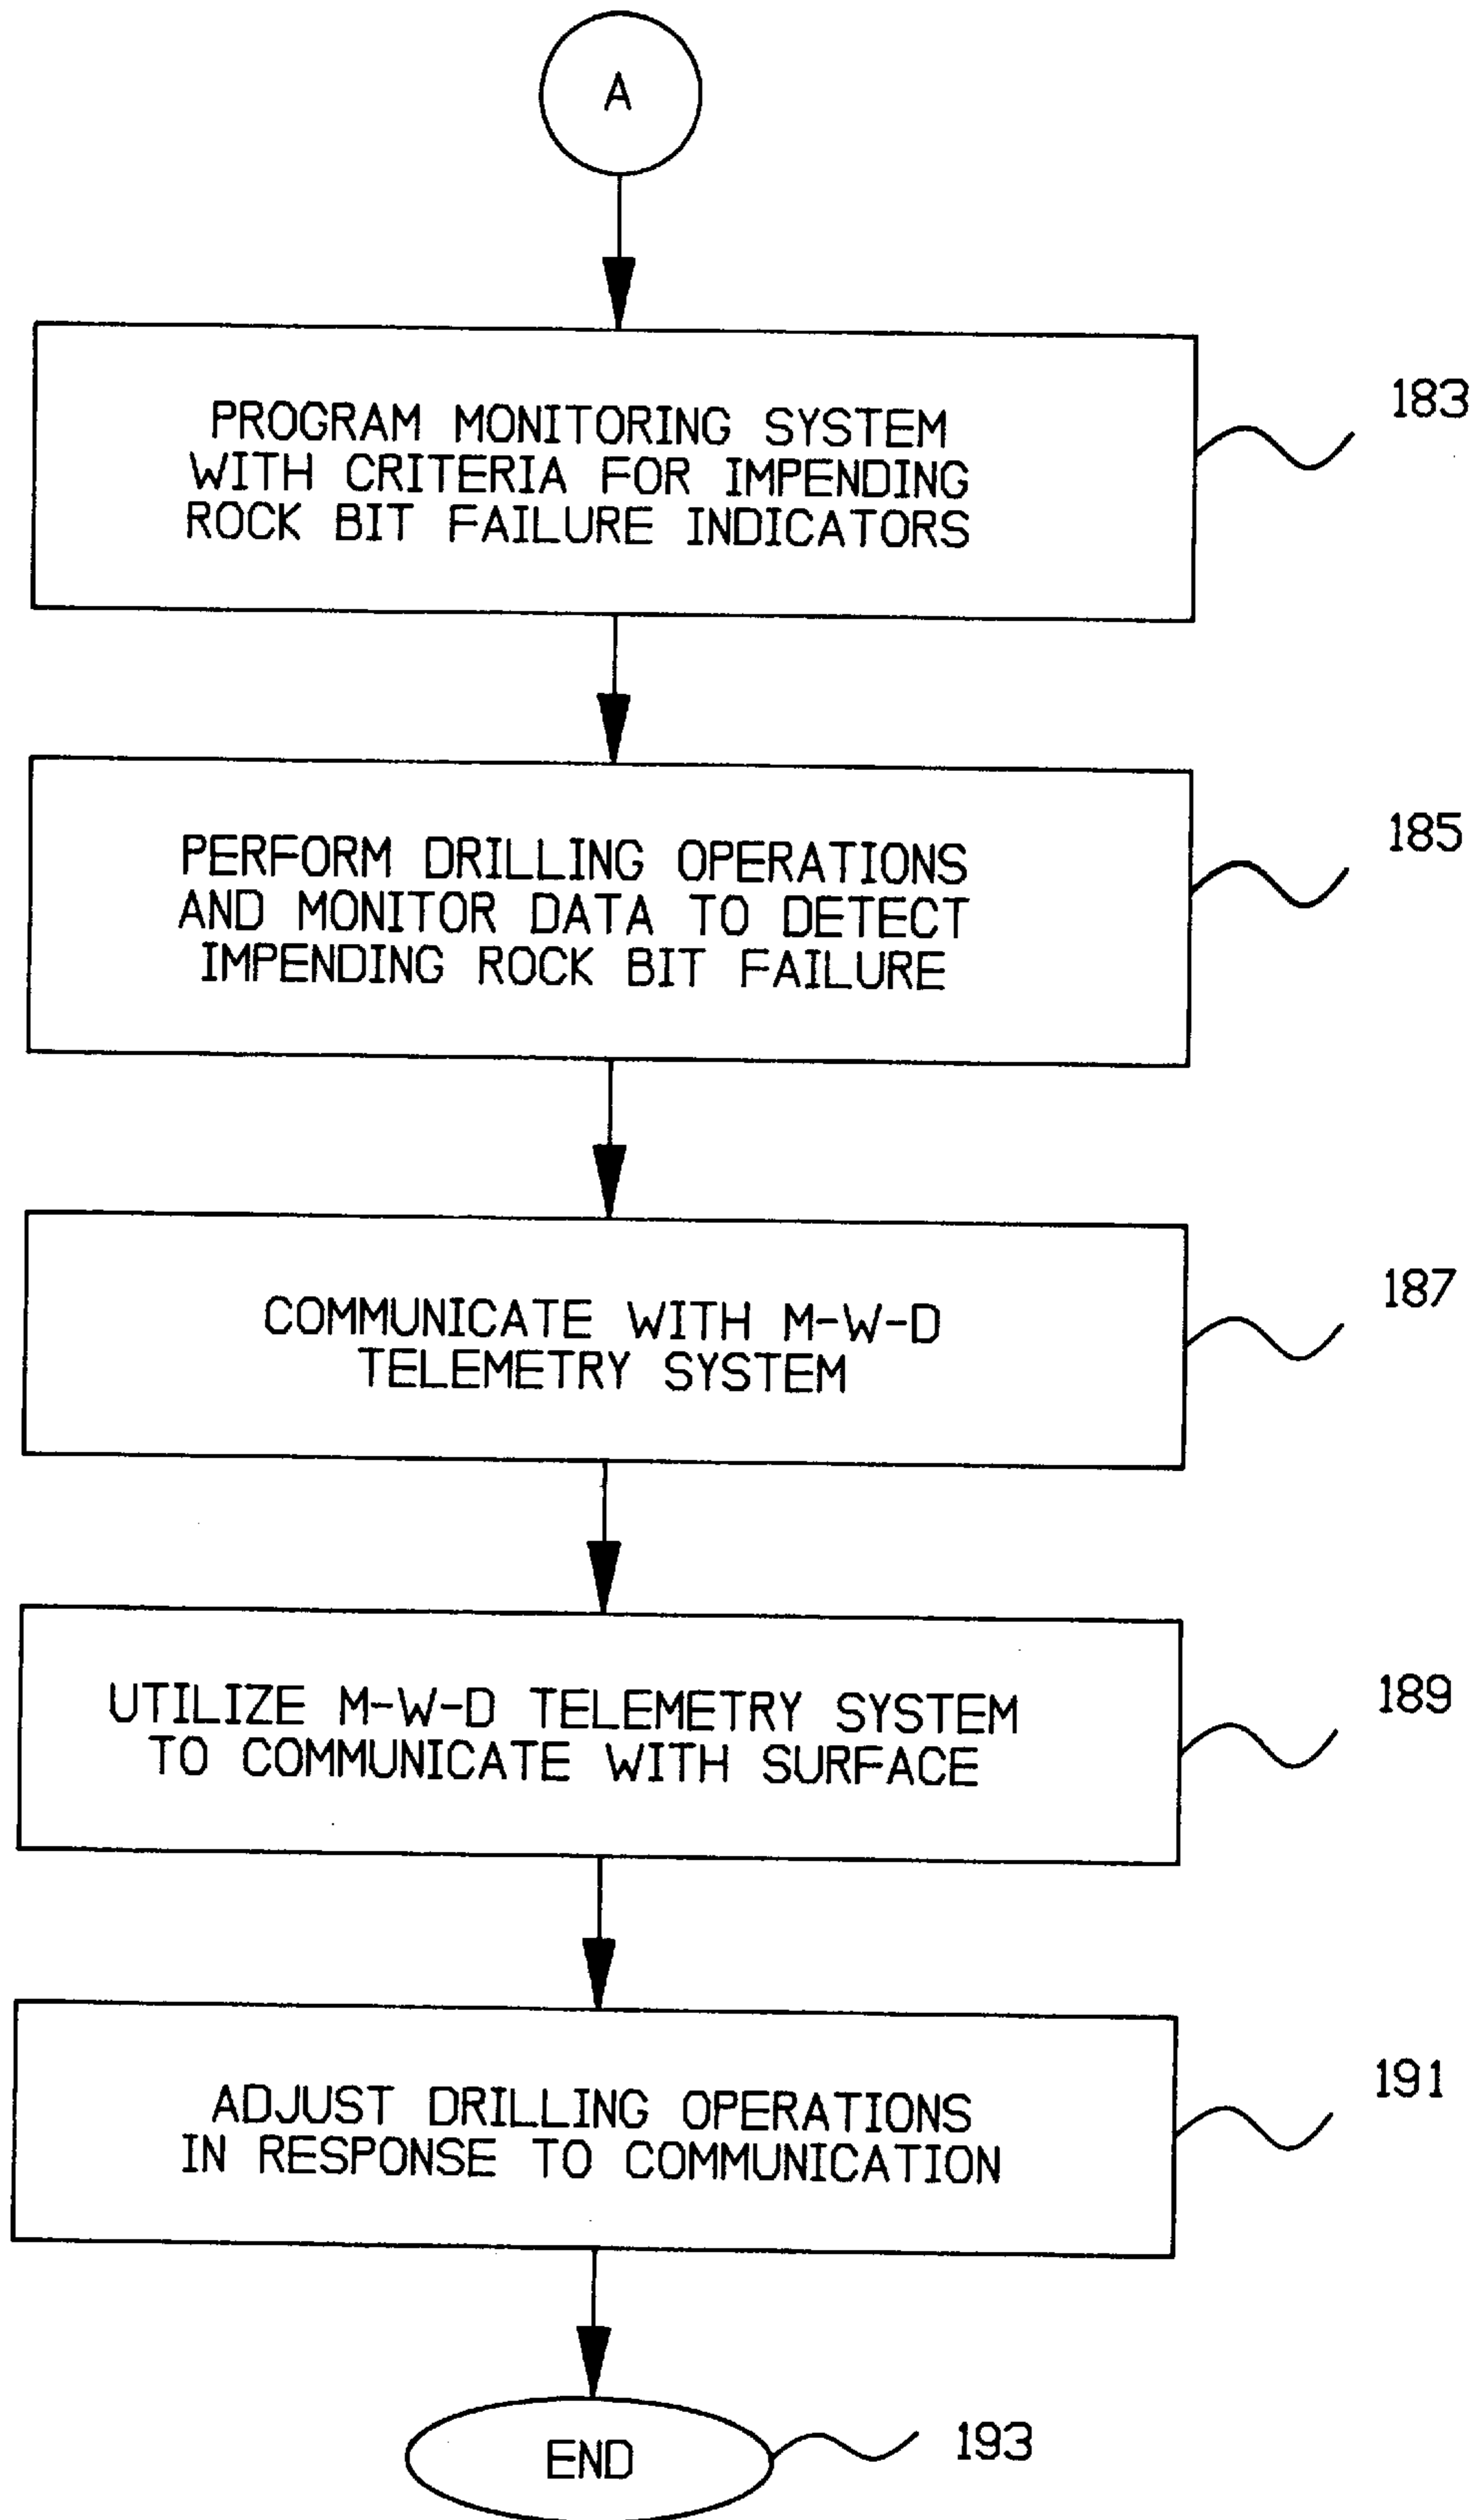 A
PROGRAM MONITORING SYSTEM
WITH CRITERIA FOR IMPENDING
ROCK BIT FAILURE INDICATORS
183
PERFORM DRILLING OPERATIONS
AND MONITOR DATA TO DETECT
IMPENDING ROCK BIT FAILURE
185
COMMUNICATE WITH M-W-D
TELEMETRY SYSTEM
187
UTILIZE M-W-D TELEMETRY SYSTEM
TO COMMUNICATE WITH SURFACE
189
ADJUST DRILLING OPERATIONS
IN RESPONSE TO COMMUNICATION
191
END
193